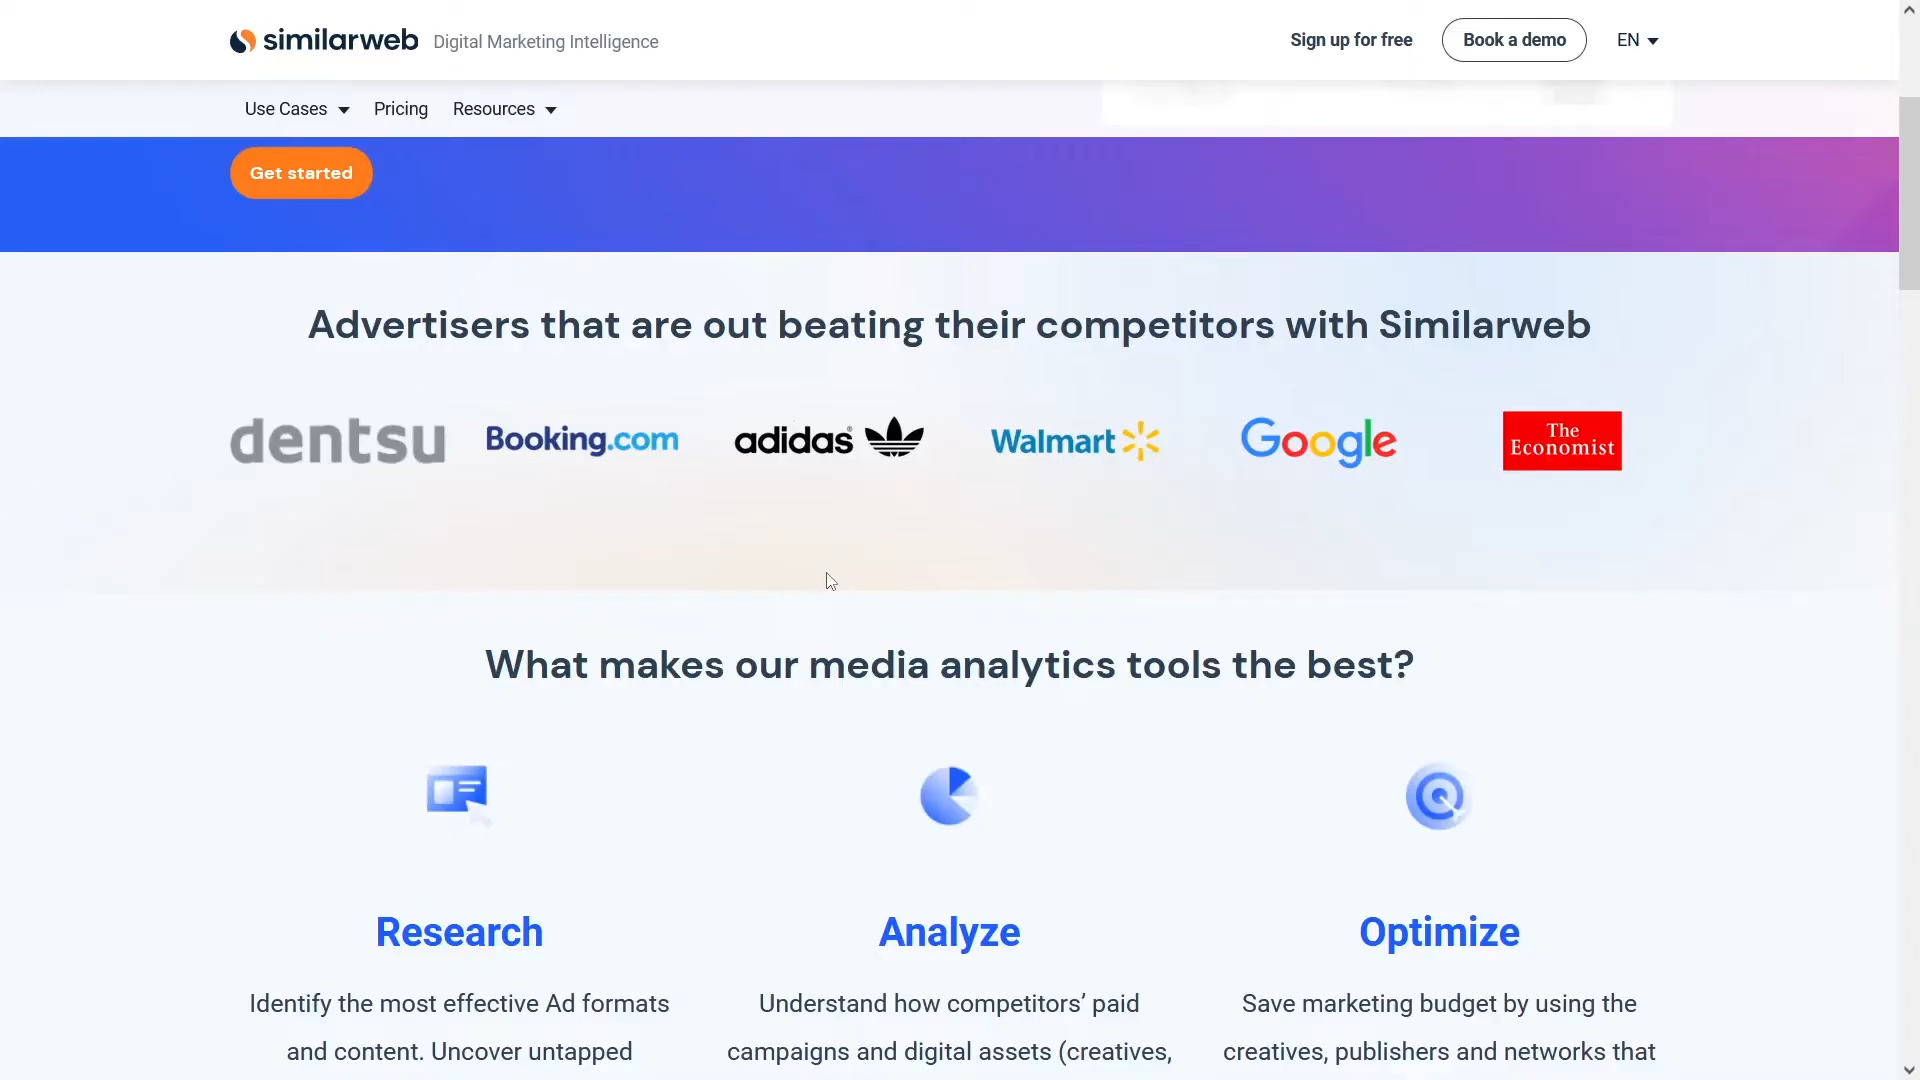 similarweb Digital Marketing Intelligence
Sign up for free
Book a demo
EN
Use Cases
Pricing
Resources
Get started
Advertisers that are out beating their competitors with Similarweb
dentsu
Booking.com
adidas®
Walmart
Google
The
Economist
What makes our media analytics tools the best?
Research
Identify the most effective Ad formats
and content. Uncover untapped
Analyze
Understand how competitors’ paid
campaigns and digital assets (creatives,
Optimize
Save marketing budget by using the
creatives, publishers and networks that